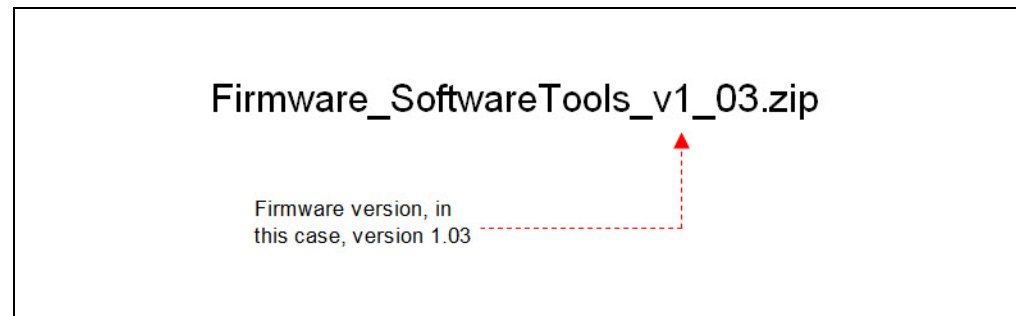 Firmware_SoftwareTools_v1_03.zip
Firmware version, in
this case, version 1.03